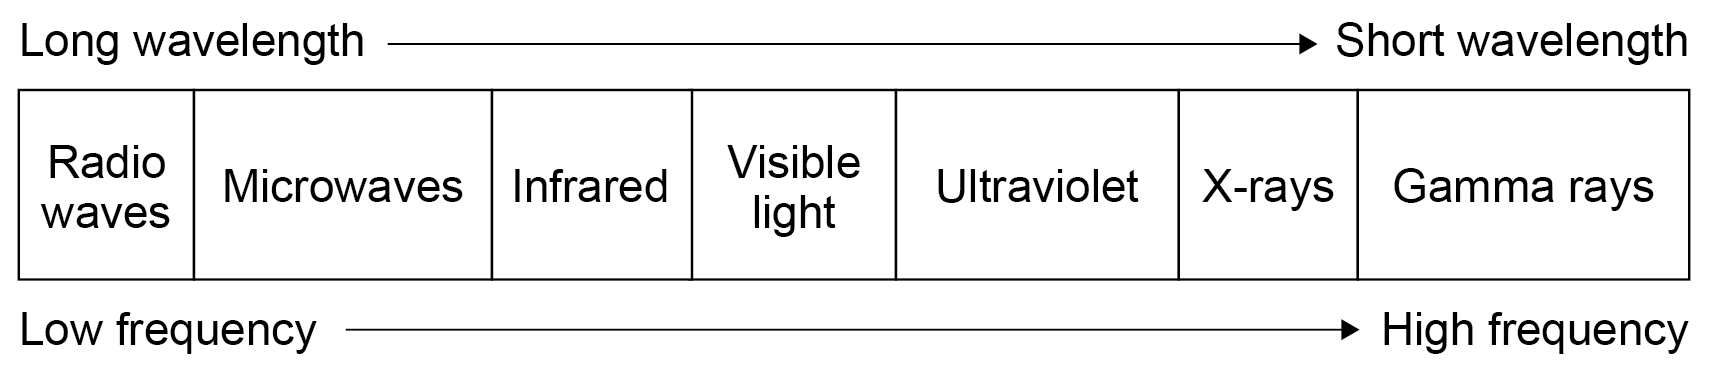 Long wavelength Short wavelength
Radio
waves
Microwaves
Infrared
Visible
light
Ultraviolet
X-rays
Gamma rays
Low frequency High frequency